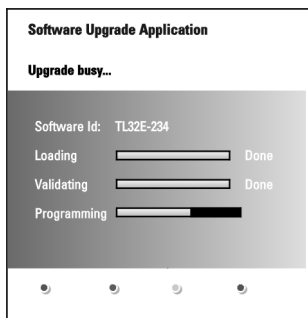 Software Upgrade Application
Upgrade busy...
Software Id: TL32E-234
Loading Done
Validating Done
Programming